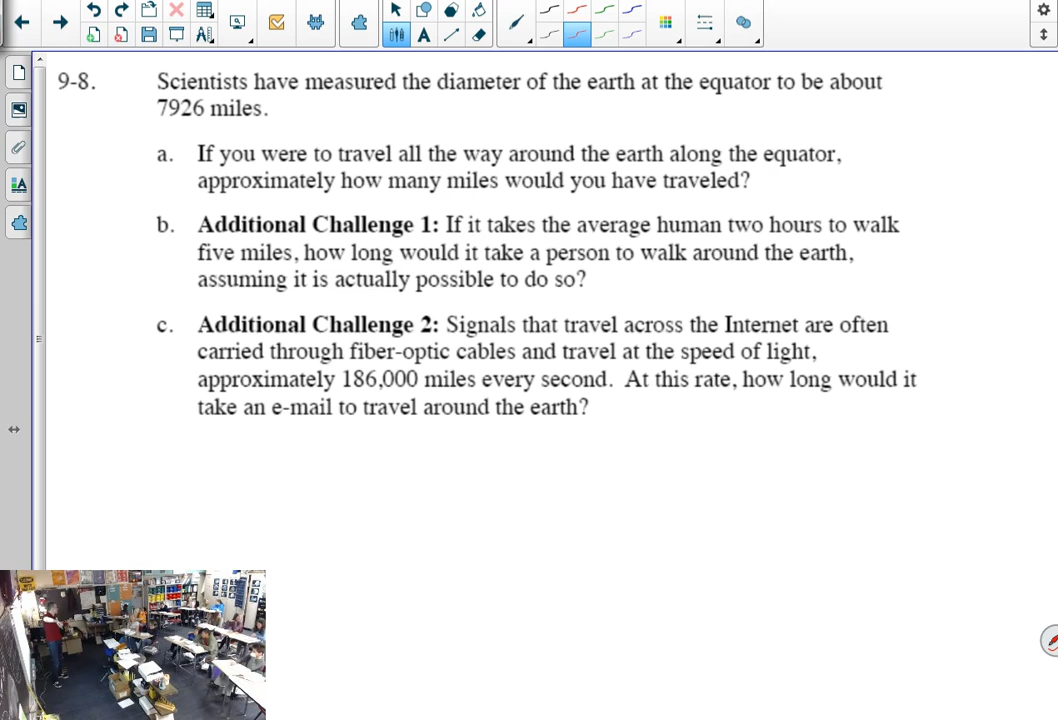 9-8. Scientists have measured the diameter of the earth at the equator to be about
7926 miles.
a. If you were to travel all the way around the earth along the equator,
approximately how many miles would you have traveled?
b. Additional Challenge 1: If it takes the average human two hours to walk
five miles, how long would it take a person to walk around the earth,
assuming it is actually possible to do so?
c. Additional Challenge 2: Signals that travel across the Internet are often
carried through fiber-optic cables and travel at the speed of light,
approximately 186,000 miles every second. At this rate, how long would it
take an e-mail to travel around the earth?